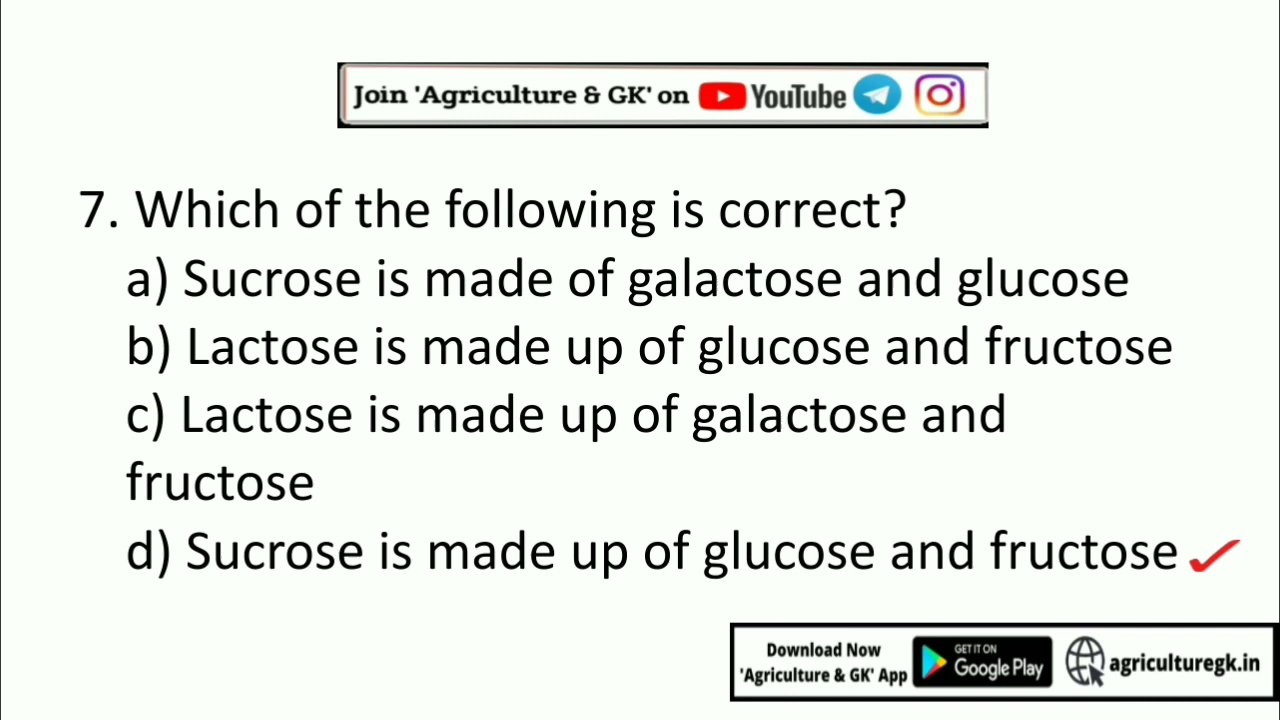 Join 'Agriculture & GK' on YouTube
7. Which of the following is correct?
a) Sucrose is made of galactose and glucose
b) Lactose is made up of glucose and fructose
c) Lactose is made up of galactose and
fructose
d) Sucrose is made up of glucose and fructose
Download Now
'Agriculture & GK' App
GET IT ON
Google Play
agriculturegk.in